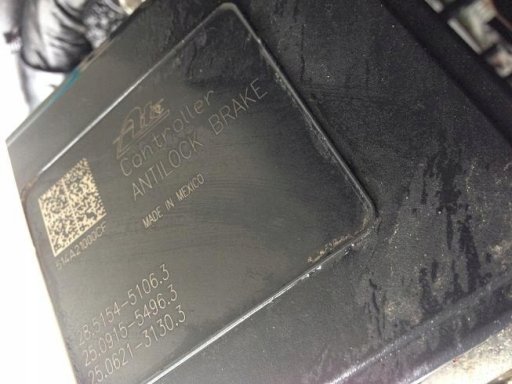 Ate
Controller
ANTILOCK BRAKE
MADE IN MEXICO
514A21000CF
28.5154-5106.3
25.0915-5496.3
25.0621-3130.3